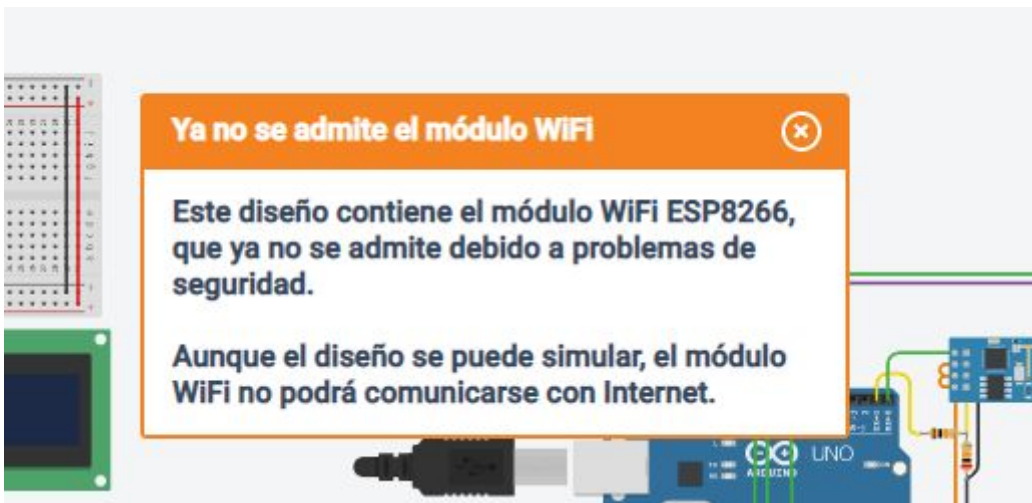 Ya no se admite el módulo WiFi
Este diseño contiene el módulo WiFi ESP8266,
que ya no se admite debido a problemas de
seguridad.
Aunque el diseño se puede simular, el módulo
WiFi no podrá comunicarse con Internet.
UNO
ARDUINO